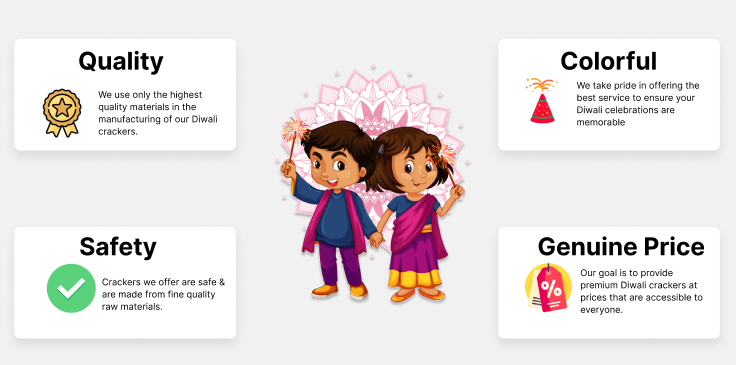 Quality
We use only the highest
quality materials in the
manufacturing of our Diwali
crackers.
Colorful
We take pride in offering the
best service to ensure your
Diwali celebrations are
memorable
Safety
Crackers we offer are safe &
are made from fine quality
raw materials.
Genuine Price
%
Our goal is to provide
premium Diwali crackers at
prices that are accessible to
everyone.